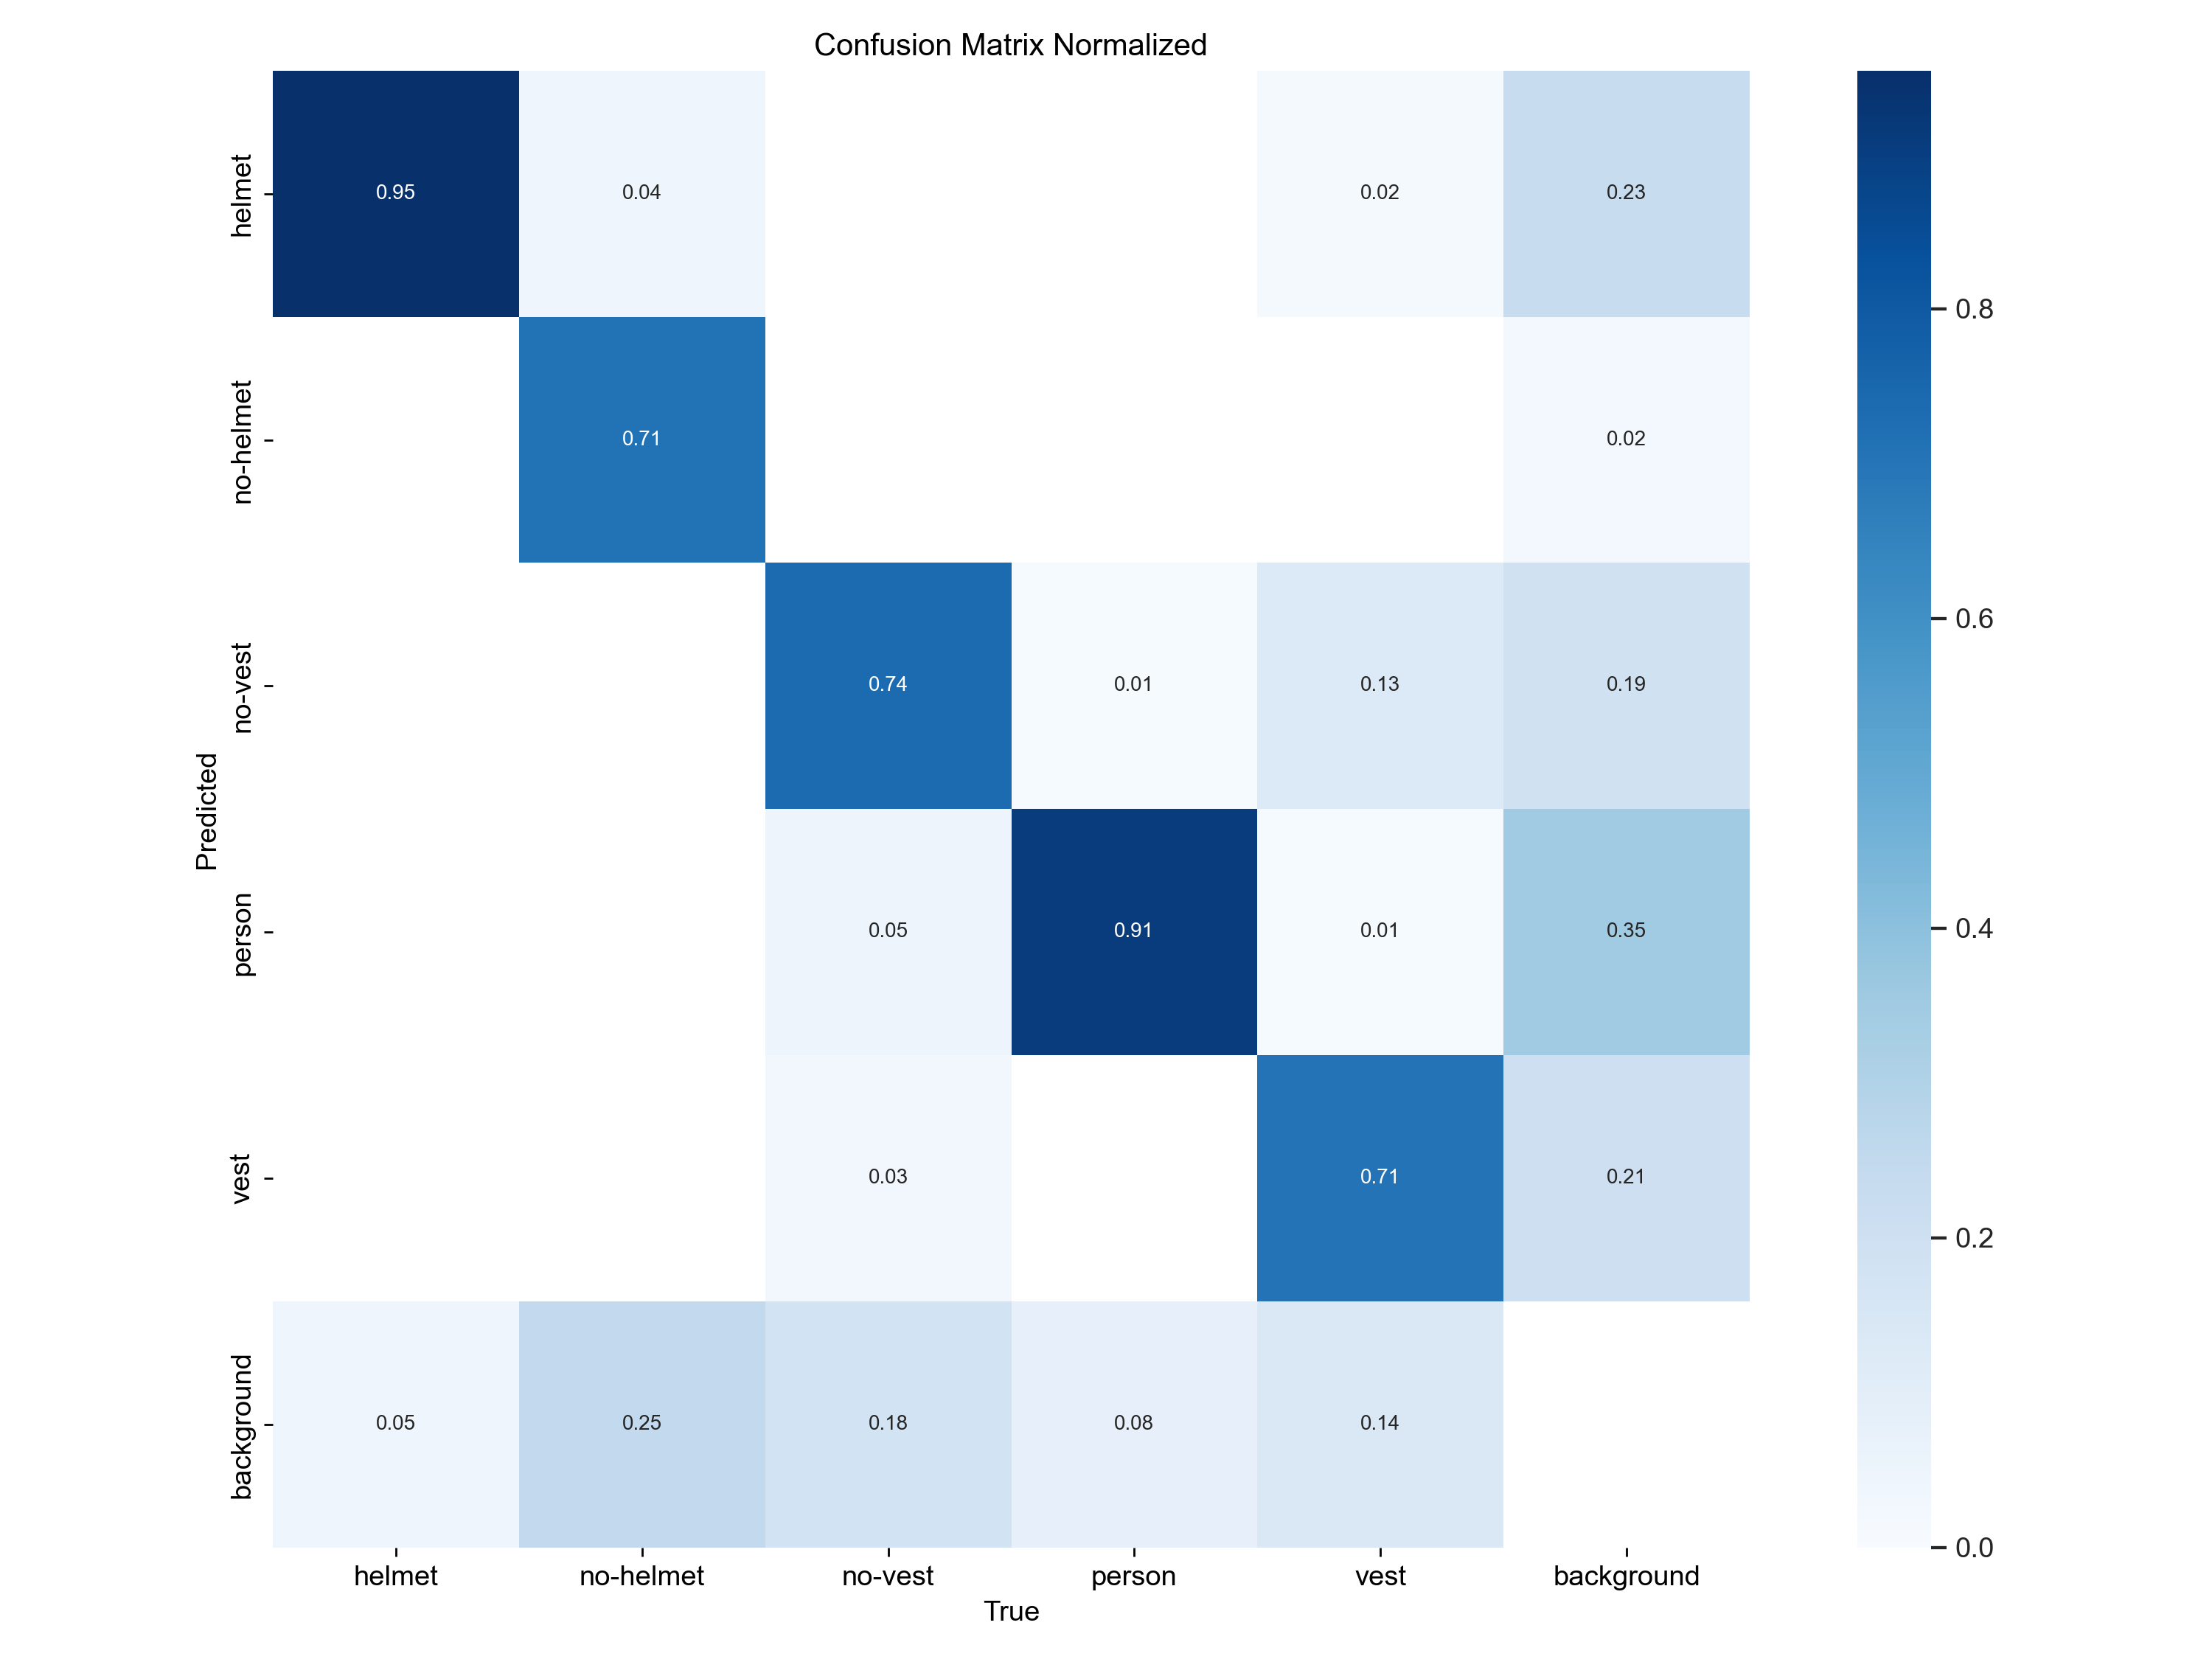 Confusion Matrix Normalized
helmet
0.95
0.04
0.02
0.23
no-helmet
0.71
0.02
no-vest
0.74
0.01
0.13
0.19
person
0.05
0.91
0.01
0.35
vest
0.03
0.71
0.21
background
0.05
0.25
0.18
0.08
0.14
Predicted
helmet
no-helmet
no-vest
person
vest
background
True
0.8
0.6
0.4
0.2
0.0